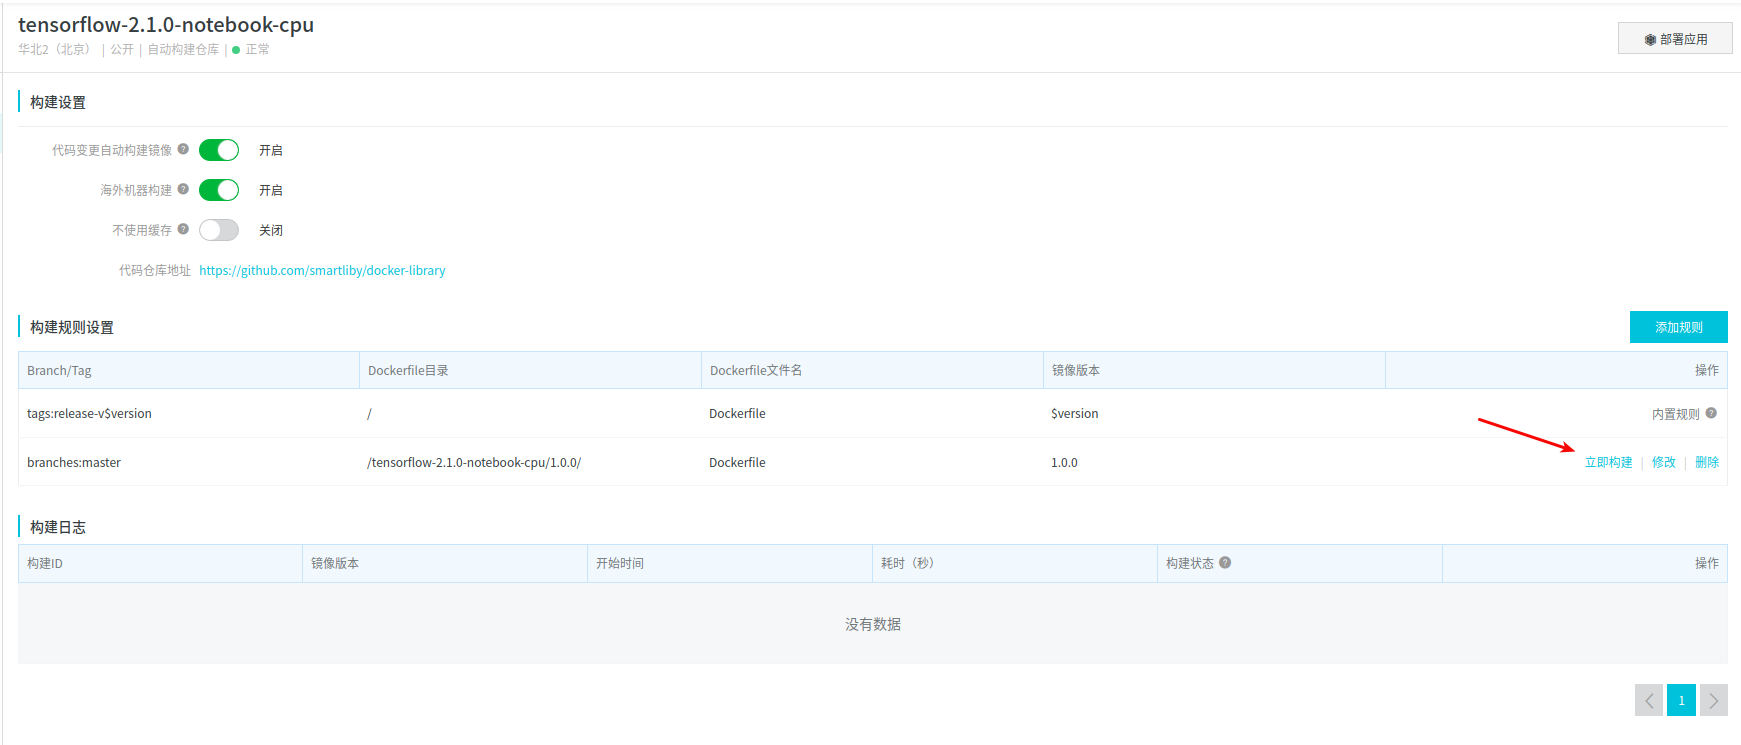 tensorflow-2.1.0-notebook-cpu
华北2（北京） | 公开 | 自动构建仓库 | 正常
部署应用
构建设置
代码变更自动构建镜像 ? 开启
海外机器构建 ? 开启
不使用缓存 ? 关闭
代码仓库地址 https://github.com/smartliby/docker-library
构建规则设置
添加规则
Branch/Tag Dockerfile目录 Dockerfile文件名 镜像版本 操作
tags:release-v$version / Dockerfile $version 内置规则 ?
branches:master /tensorflow-2.1.0-notebook-cpu/1.0.0/ Dockerfile 1.0.0 立即构建 | 修改 | 删除
构建日志
构建ID 镜像版本 开始时间 耗时（秒） 构建状态 ? 操作
没有数据
1